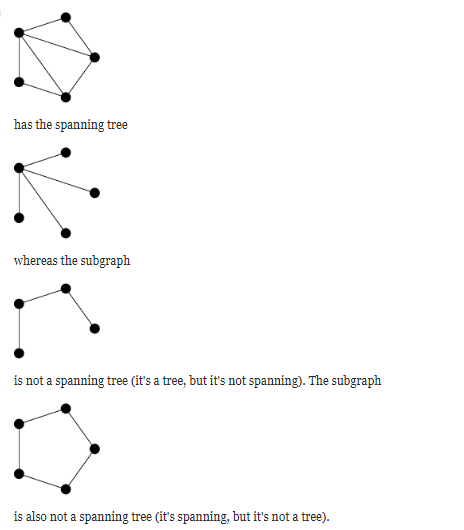 has the spanning tree
whereas the subgraph
is not a spanning tree (it's a tree, but it's not spanning). The subgraph
is also not a spanning tree (it's spanning, but it's not a tree).